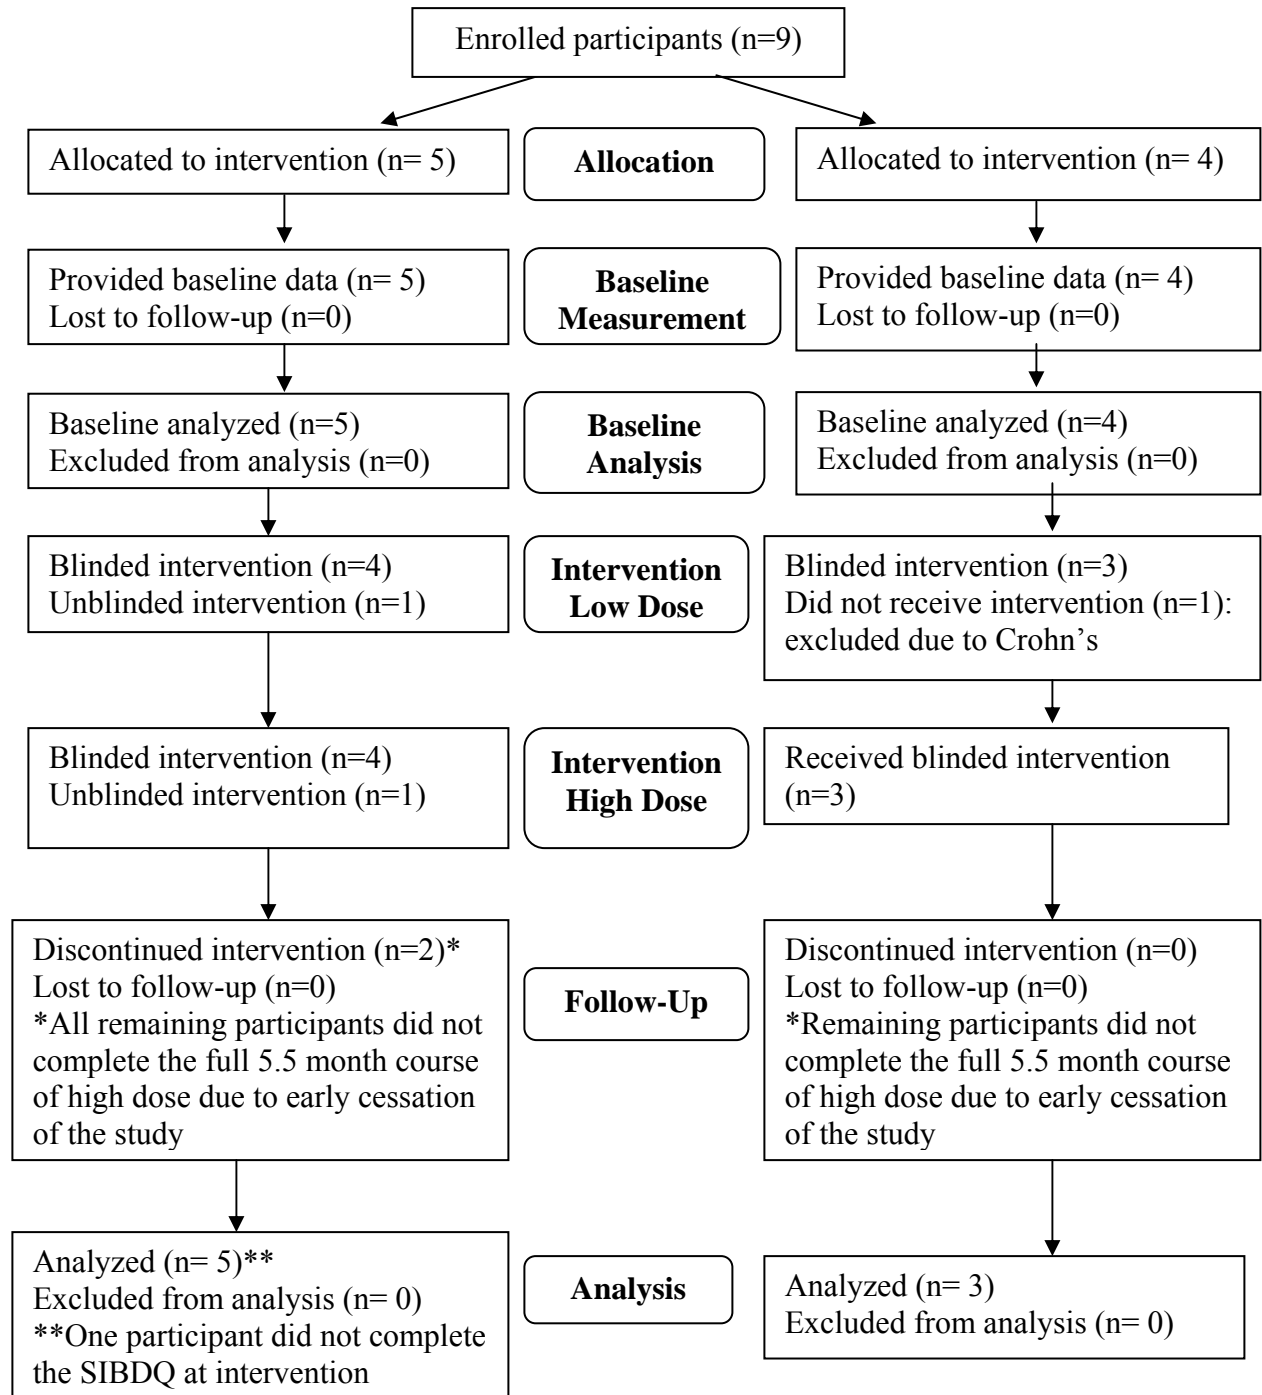 Enrolled participants (n=9)
Allocated to intervention (n= 5)
Allocation
Allocated to intervention (n= 4)
Provided baseline data (n= 5)
Lost to follow-up (n=0)
Baseline
Measurement
Provided baseline data (n= 4)
Lost to follow-up (n=0)
Baseline analyzed (n=5)
Excluded from analysis (n=0)
Baseline
Analysis
Baseline analyzed (n=4)
Excluded from analysis (n=0)
Blinded intervention (n=4)
Unblinded intervention (n=1)
Intervention
Low Dose
Blinded intervention (n=3)
Did not receive intervention (n=1):
excluded due to Crohn’s
Blinded intervention (n=4)
Unblinded intervention (n=1)
Intervention
High Dose
Received blinded intervention
(n=3)
Discontinued intervention (n=2)*
Lost to follow-up (n=0)
*All remaining participants did not
complete the full 5.5 month course
of high dose due to early cessation
of the study
Follow-Up
Discontinued intervention (n=0)
Lost to follow-up (n=0)
*Remaining participants did not
complete the full 5.5 month course
of high dose due to early cessation
of the study
Analyzed (n= 5)**
Excluded from analysis (n= 0)
**One participant did not complete
the SIBDQ at intervention
Analysis
Analyzed (n= 3)
Excluded from analysis (n= 0)